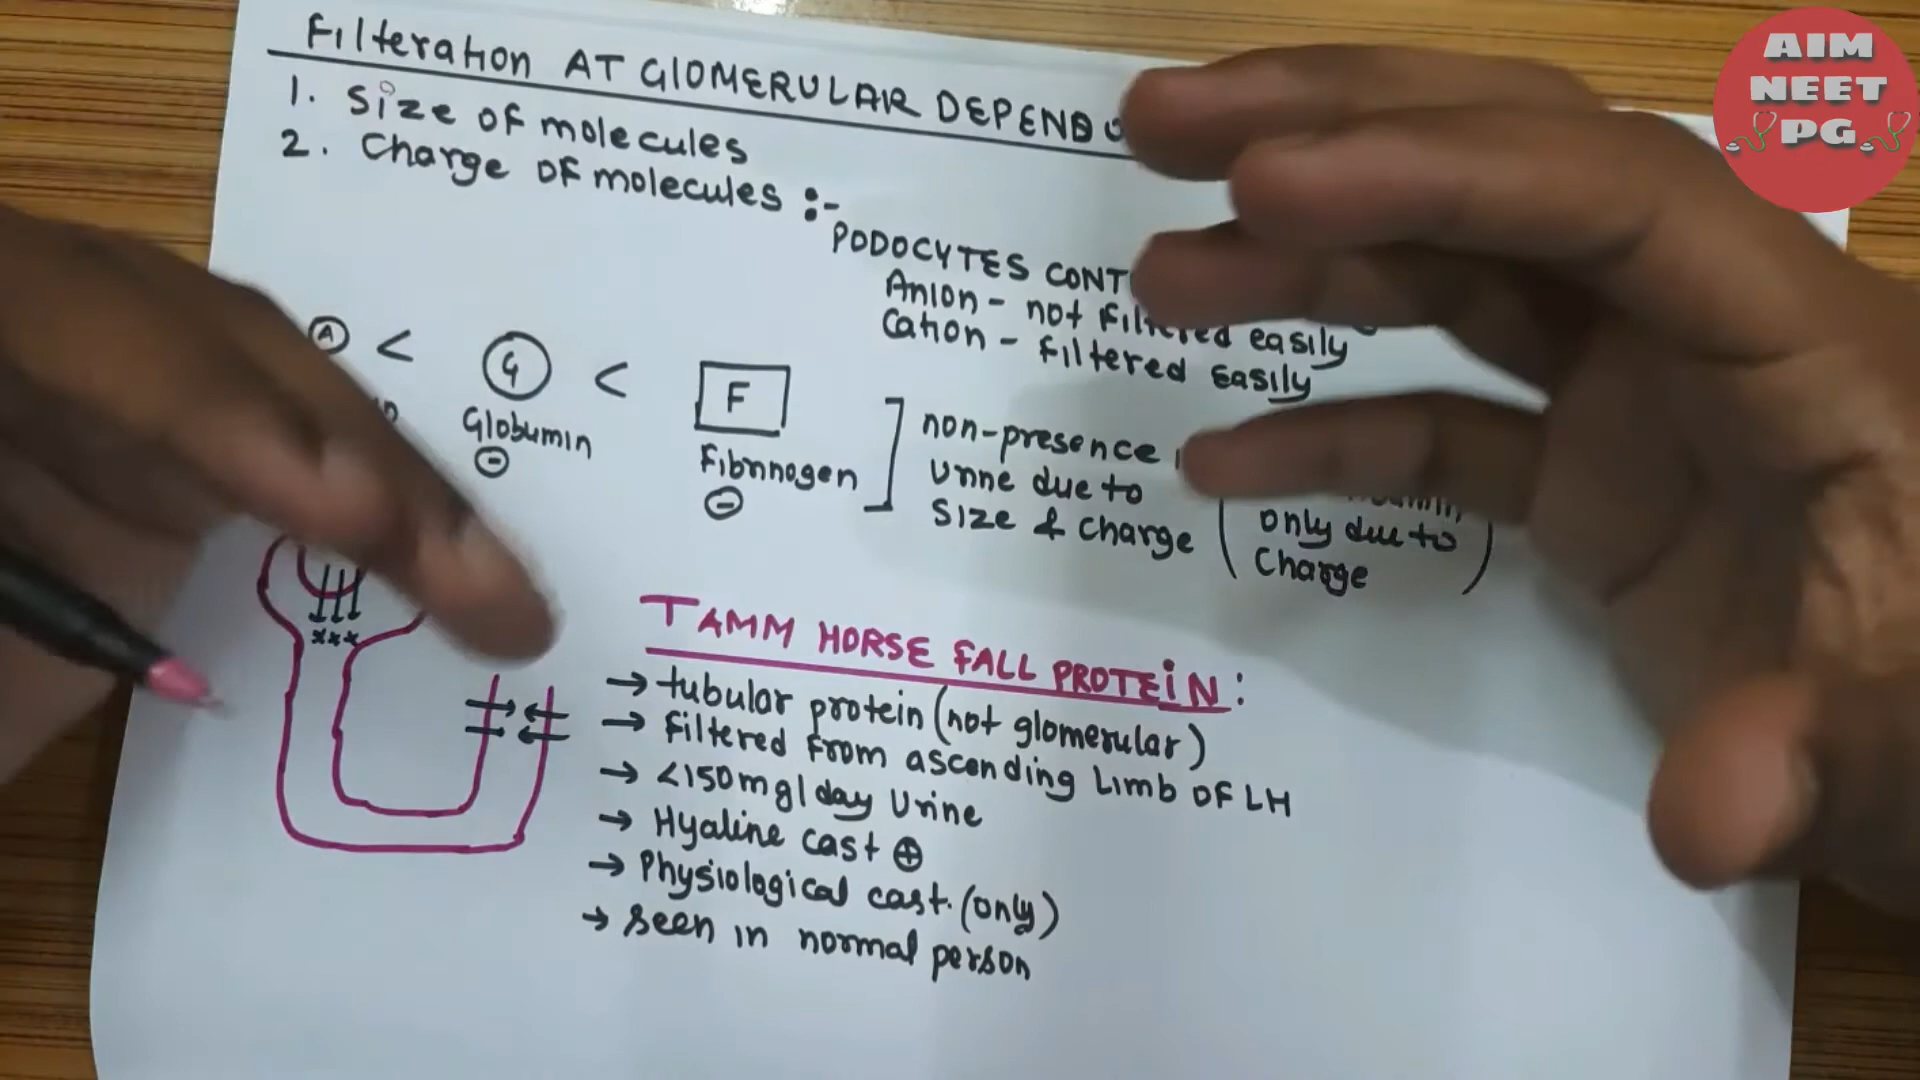 Filteration AT GlOMERULAR DEPEND
1. Size OF molecules
2. Charge OF molecules :-
PODOCYTES CONT
Anion - not filtered easily
Cation - filtered Easily
A < G < F
Globumin
Fibrinogen
non-presence
Urine due to
Size & Charge
only due to
Charge
TAMM HORSE FALL PROTEIN:
→ tubular protein (not glomerular)
→ filtered from ascending Limb OF LH
→ <150mg/day Urine
→ Hyaline cast ⊕
→ Physiological cast. (only)
→ seen in normal person
AIM
NEET
PG